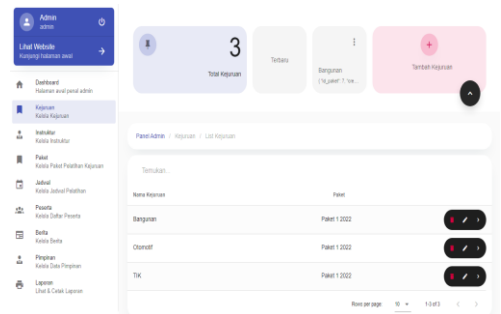 Admin
admin
Lihat Website
Kunjungi halaman awal
Dashboard
Halaman awal panel admin
Kejuruan
Kelola Kejuruan
Instruktur
Kelola Instruktur
Paket
Kelola Paket Pelatihan Kejuruan
Jadwal
Kelola Jadwal Pelatihan
Peserta
Kelola Daftar Peserta
Berita
Kelola Berita
Pimpinan
Kelola Data Pimpinan
Laporan
Lihat & Cetak Laporan
3
Total Kejuruan
Terbaru
Bangunan
Tambah Kejuruan
Panel Admin / Kejuruan / List Kejuruan
Temukan...
Nama Kejuruan Paket
Bangunan Paket 1 2022
Otomotif Paket 1 2022
TIK Paket 1 2022
Rows per page: 10 1-3 of 3